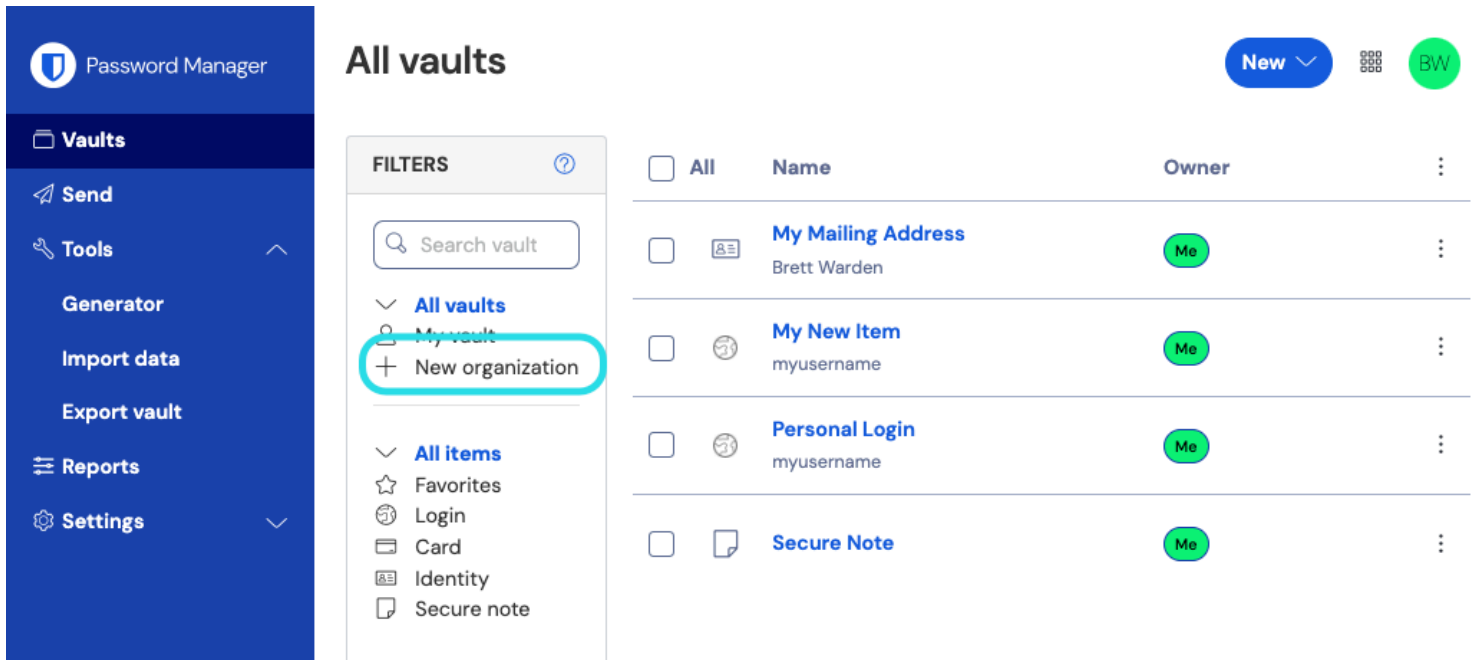 Password Manager
Vaults
Send
Tools
Generator
Import data
Export vault
Reports
Settings
All vaults
New
BW
FILTERS
?
Search vault
All vaults
My vault
New organization
All items
Favorites
Login
Card
Identity
Secure note
All Name Owner
My Mailing Address
Brett Warden
Me
My New Item
myusername
Me
Personal Login
myusername
Me
Secure Note
Me